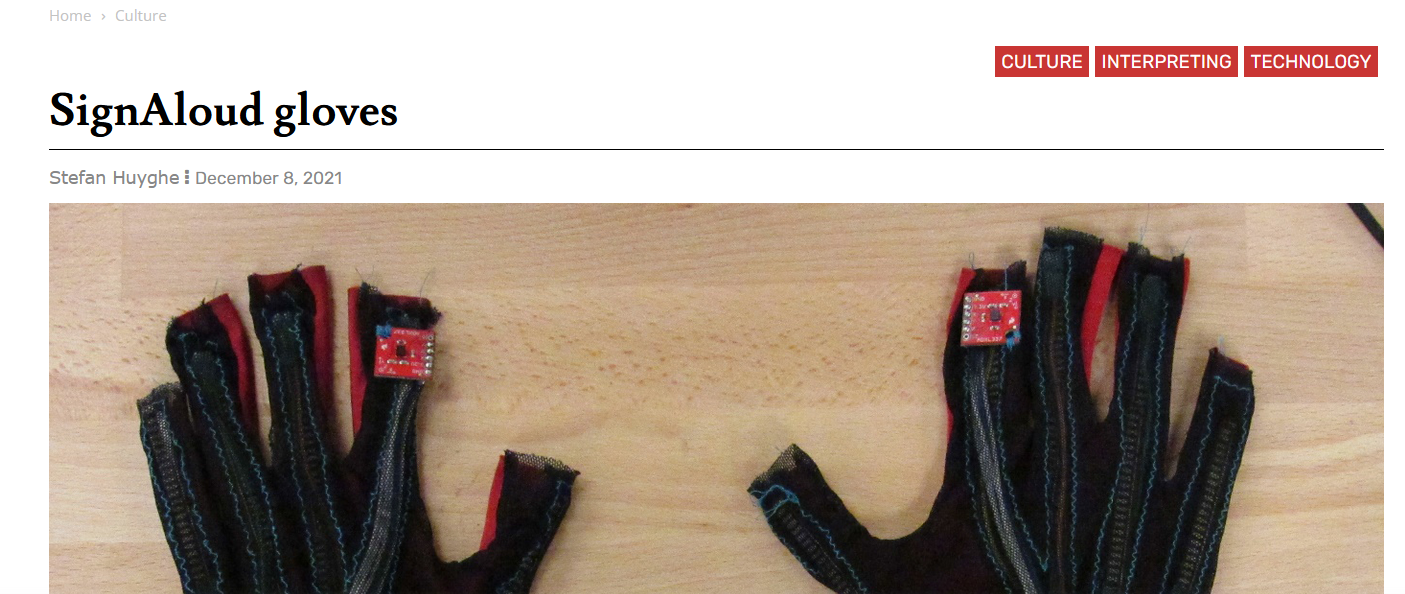 Home › Culture
CULTURE INTERPRETING TECHNOLOGY
SignAloud gloves
Stefan Huyghe ⋮ December 8, 2021